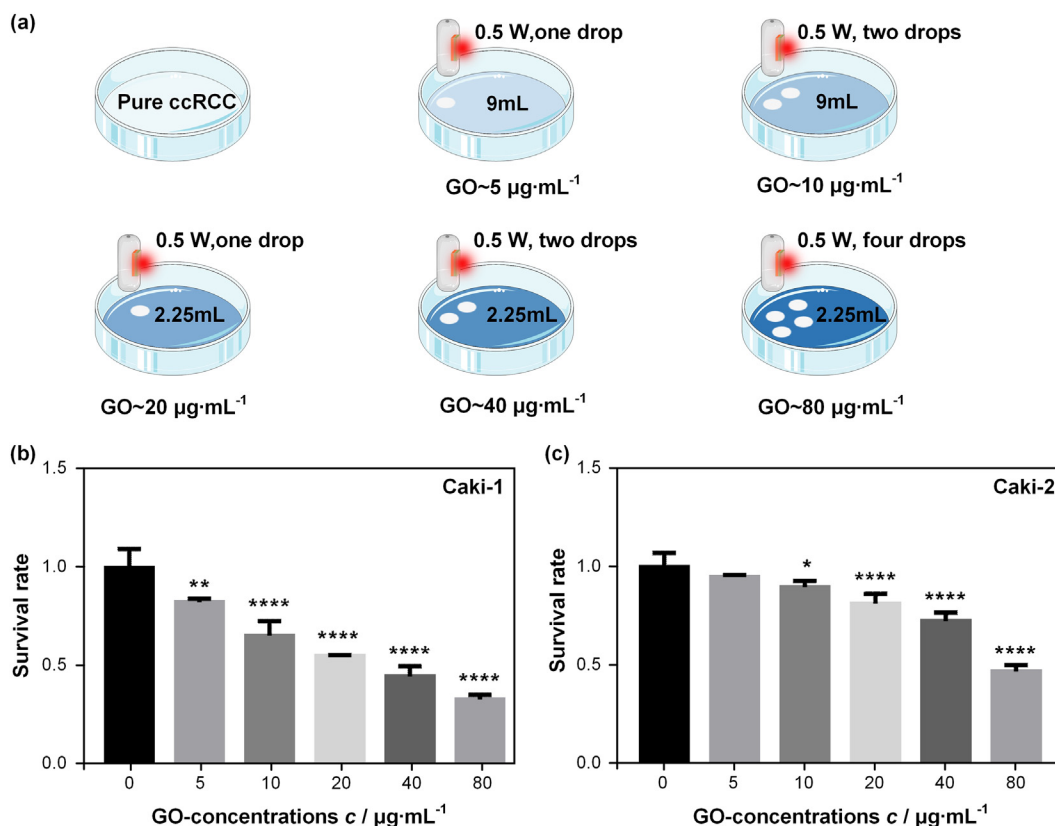 (a)
Pure ccRCC
0.5 W,one drop
9mL
GO~5 µg·mL⁻¹
0.5 W, two drops
9mL
GO~10 µg·mL⁻¹
0.5 W,one drop
2.25mL
GO~20 µg·mL⁻¹
0.5 W, two drops
2.25mL
GO~40 µg·mL⁻¹
0.5 W, four drops
2.25mL
GO~80 µg·mL⁻¹
(b)
Caki-1
Survival rate
1.5
1.0
0.5
0.0
**
****
****
****
****
0 5 10 20 40 80
GO-concentrations c / µg·mL⁻¹
(c)
Caki-2
Survival rate
1.5
1.0
0.5
0.0
*
****
****
****
0 5 10 20 40 80
GO-concentrations c / µg·mL⁻¹